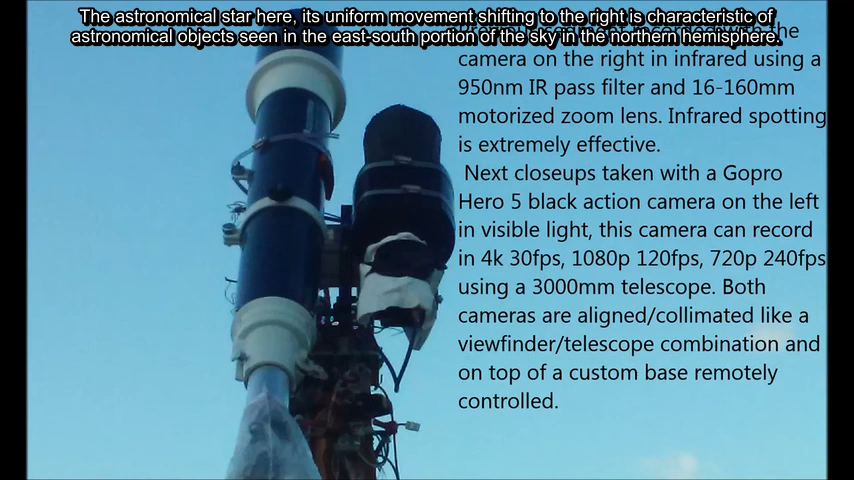 The astronomical star here, its uniform movement shifting to the right is characteristic of
astronomical objects seen in the east-south portion of the sky in the northern hemisphere.
the
camera on the right in infrared using a
950nm IR pass filter and 16-160mm
motorized zoom lens. Infrared spotting
is extremely effective.
Next closeups taken with a Gopro
Hero 5 black action camera on the left
in visible light, this camera can record
in 4k 30fps, 1080p 120fps, 720p 240fps
using a 3000mm telescope. Both
cameras are aligned/collimated like a
viewfinder/telescope combination and
on top of a custom base remotely
controlled.